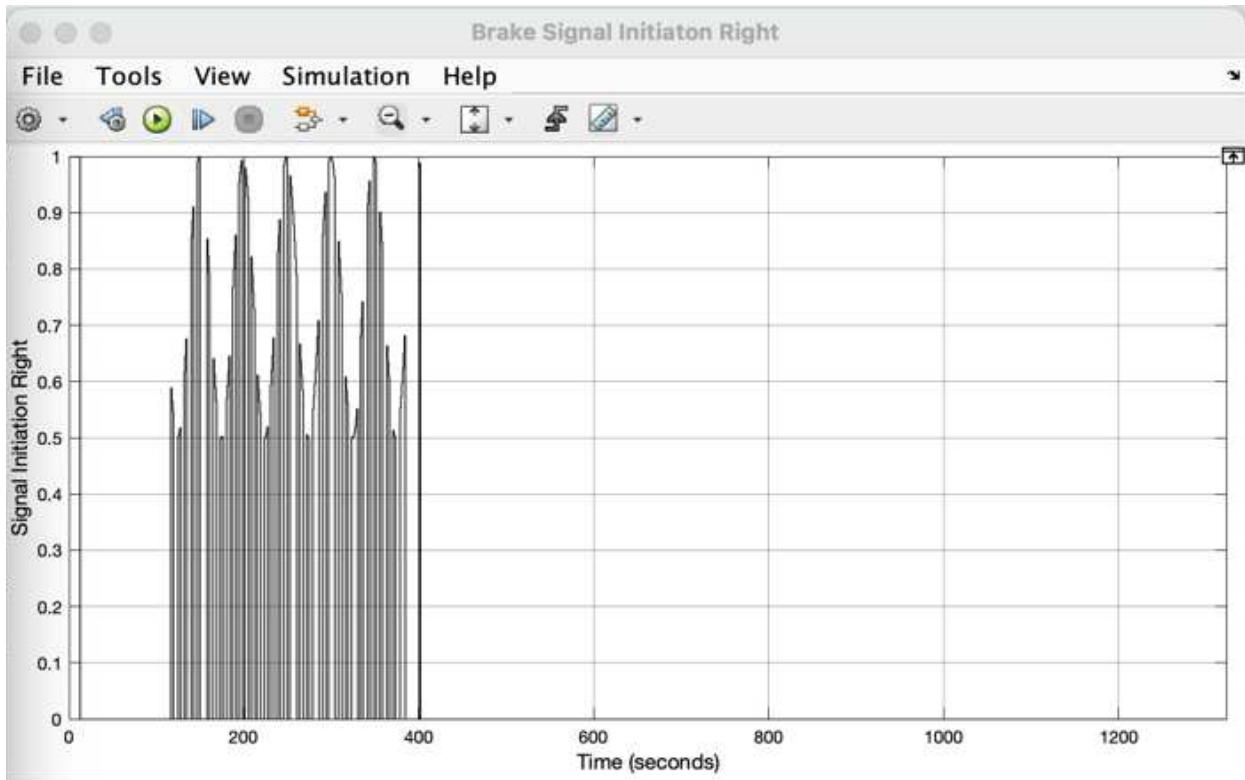 Brake Signal Initiaton Right
File Tools View Simulation Help
1
0.9
0.8
0.7
0.6
0.5
0.4
0.3
0.2
0.1
0
Signal Initiation Right
0 200 400 600 800 1000 1200
Time (seconds)